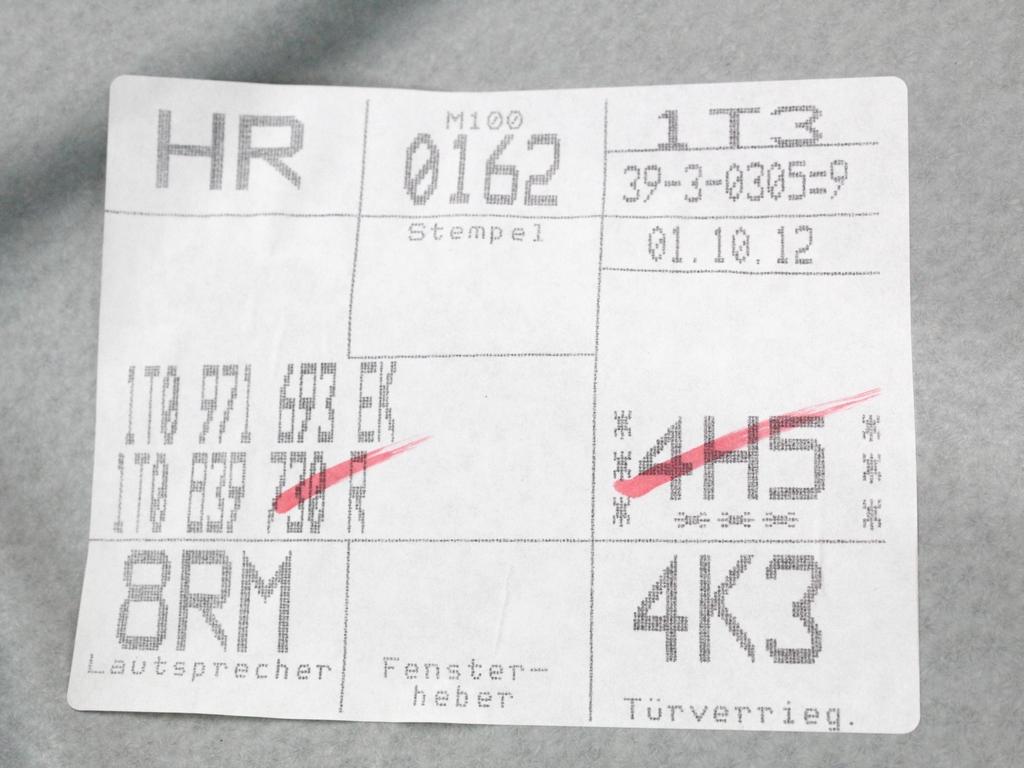 HR
M100
0162
1T3
39-3-0305=9
Stempel
01.10.12
1T0 971 693 EK
1T0 839 730 R
* 4H5 *
* *
* * * * *
8RM
Lautsprecher
Fenster-
heber
4K3
Türverrieg.